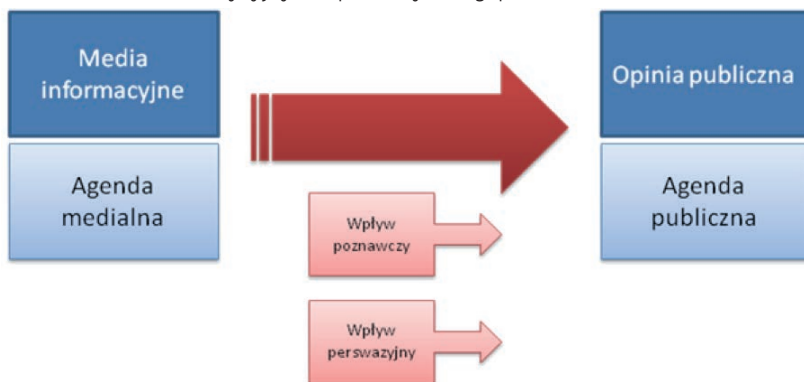 Media
informacyjne
Opinia publiczna
Agenda
medialna
Agenda
publiczna
Wpływ
poznawczy
Wpływ
perswazyjny